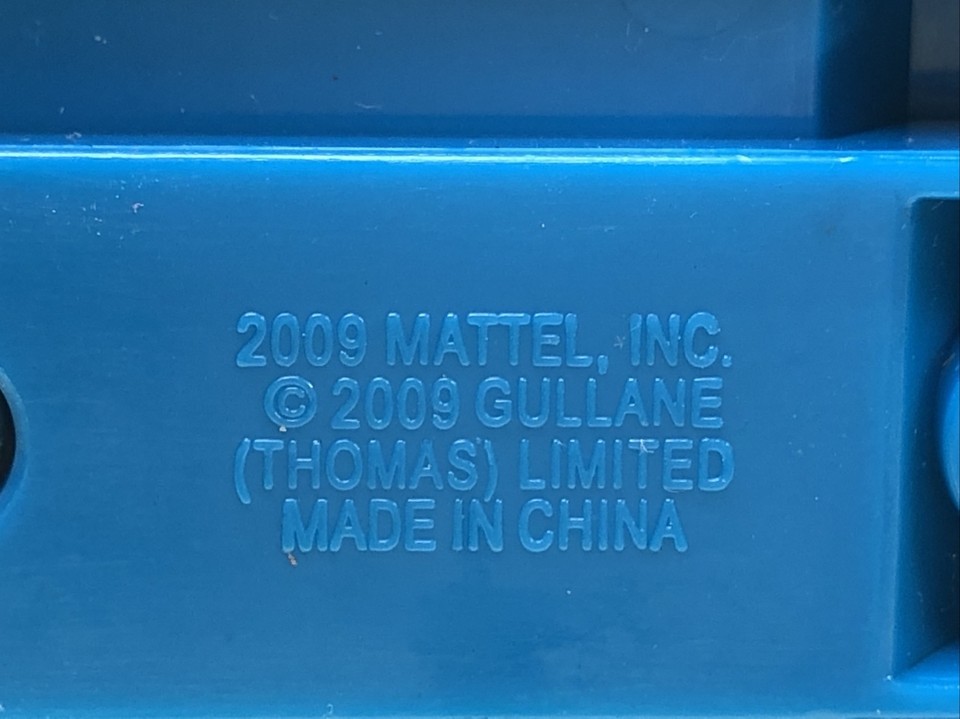 2009 MATTEL, INC.
© 2009 GULLANE
(THOMAS) LIMITED
MADE IN CHINA